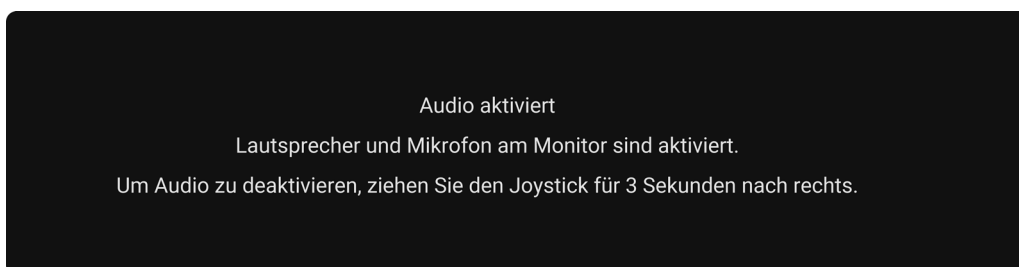 Audio aktiviert
Lautsprecher und Mikrofon am Monitor sind aktiviert.
Um Audio zu deaktivieren, ziehen Sie den Joystick für 3 Sekunden nach rechts.